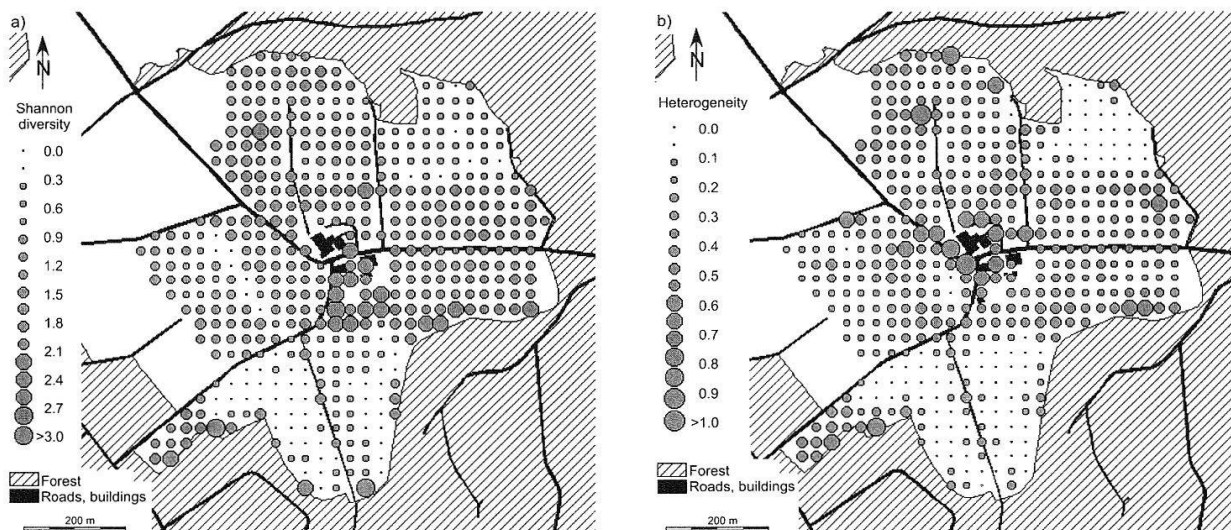 a)
N
Shannon
diversity
0.0
0.3
0.6
0.9
1.2
1.5
1.8
2.1
2.4
2.7
>3.0
Forest
Roads, buildings
200 m
b)
N
Heterogeneity
0.0
0.1
0.2
0.3
0.4
0.5
0.6
0.7
0.8
0.9
>1.0
Forest
Roads, buildings
200 m